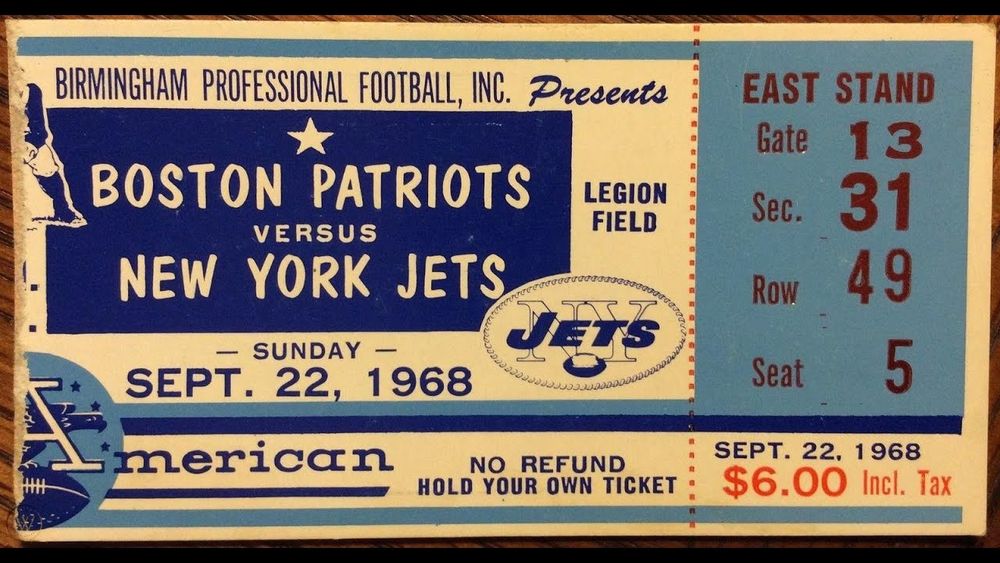 BIRMINGHAM PROFESSIONAL FOOTBALL, INC. Presents
BOSTON PATRIOTS
VERSUS
NEW YORK JETS
LEGION
FIELD
NY
JETS
— SUNDAY —
SEPT. 22, 1968
American
NO REFUND
HOLD YOUR OWN TICKET
EAST STAND
Gate 13
Sec. 31
Row 49
Seat 5
SEPT. 22, 1968
$6.00 Incl. Tax